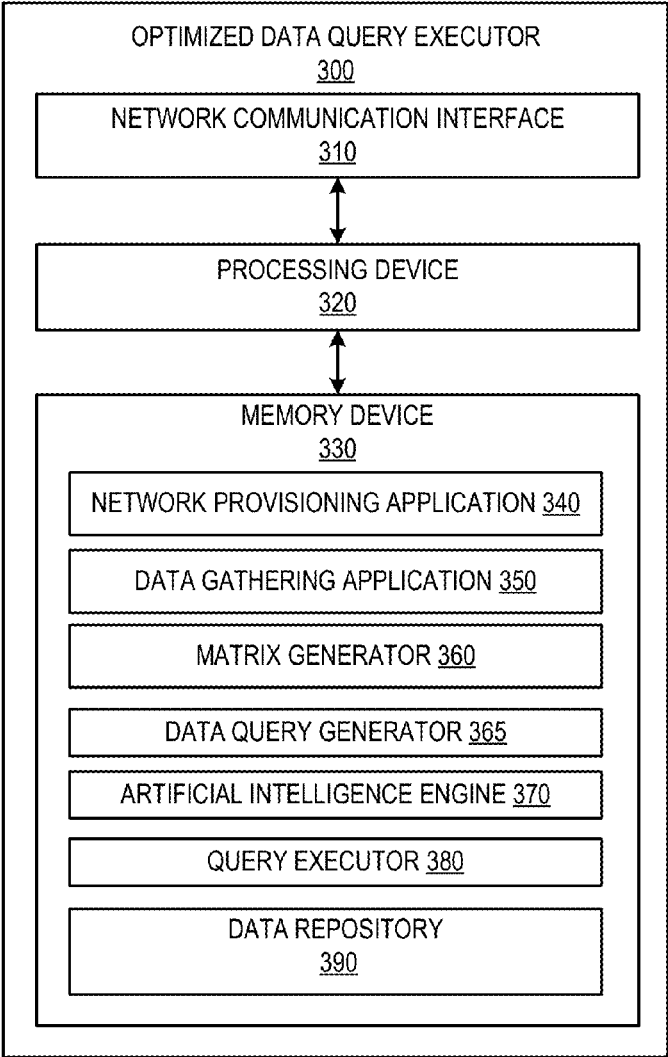 OPTIMIZED DATA QUERY EXECUTOR
300
NETWORK COMMUNICATION INTERFACE
310
PROCESSING DEVICE
320
MEMORY DEVICE
330
NETWORK PROVISIONING APPLICATION 340
DATA GATHERING APPLICATION 350
MATRIX GENERATOR 360
DATA QUERY GENERATOR 365
ARTIFICIAL INTELLIGENCE ENGINE 370
QUERY EXECUTOR 380
DATA REPOSITORY
390